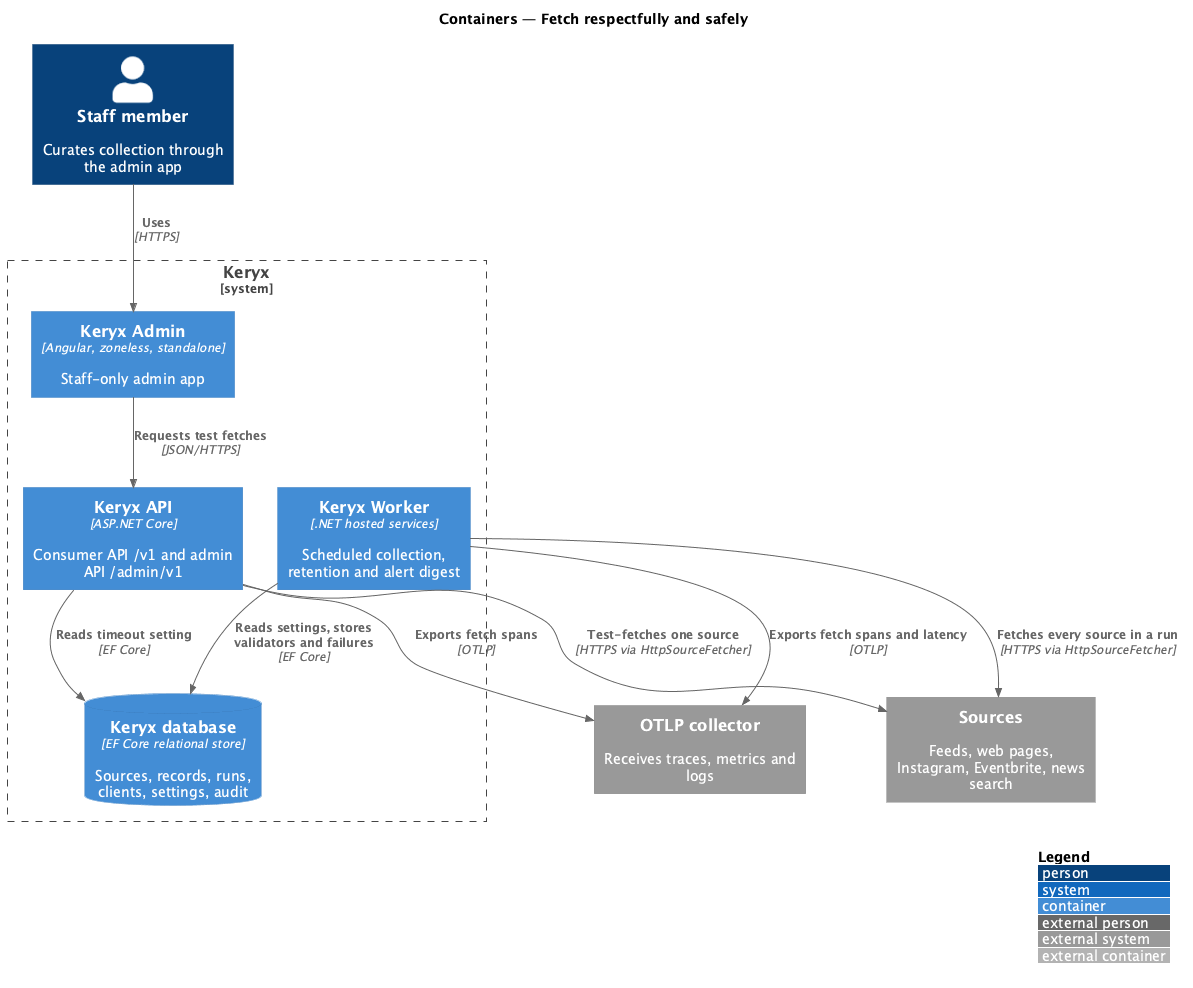 Containers — Fetch respectfully and safely
Staff member
Curates collection through
the admin app
Uses
[HTTPS]
Keryx
[system]
Keryx Admin
[Angular, zoneless, standalone]
Staff-only admin app
Requests test fetches
[JSON/HTTPS]
Keryx API
[ASP.NET Core]
Consumer API /v1 and admin
API /admin/v1
Keryx Worker
[.NET hosted services]
Scheduled collection,
retention and alert digest
Reads timeout setting
[EF Core]
Reads settings, stores
validators and failures
[EF Core]
Exports fetch spans
[OTLP]
Test-fetches one source
[HTTPS via HttpSourceFetcher]
Exports fetch spans and latency
[OTLP]
Fetches every source in a run
[HTTPS via HttpSourceFetcher]
Keryx database
[EF Core relational store]
Sources, records, runs,
clients, settings, audit
OTLP collector
Receives traces, metrics and
logs
Sources
Feeds, web pages,
Instagram, Eventbrite, news
search
Legend
person
system
container
external person
external system
external container